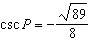 csc P = −√89/8